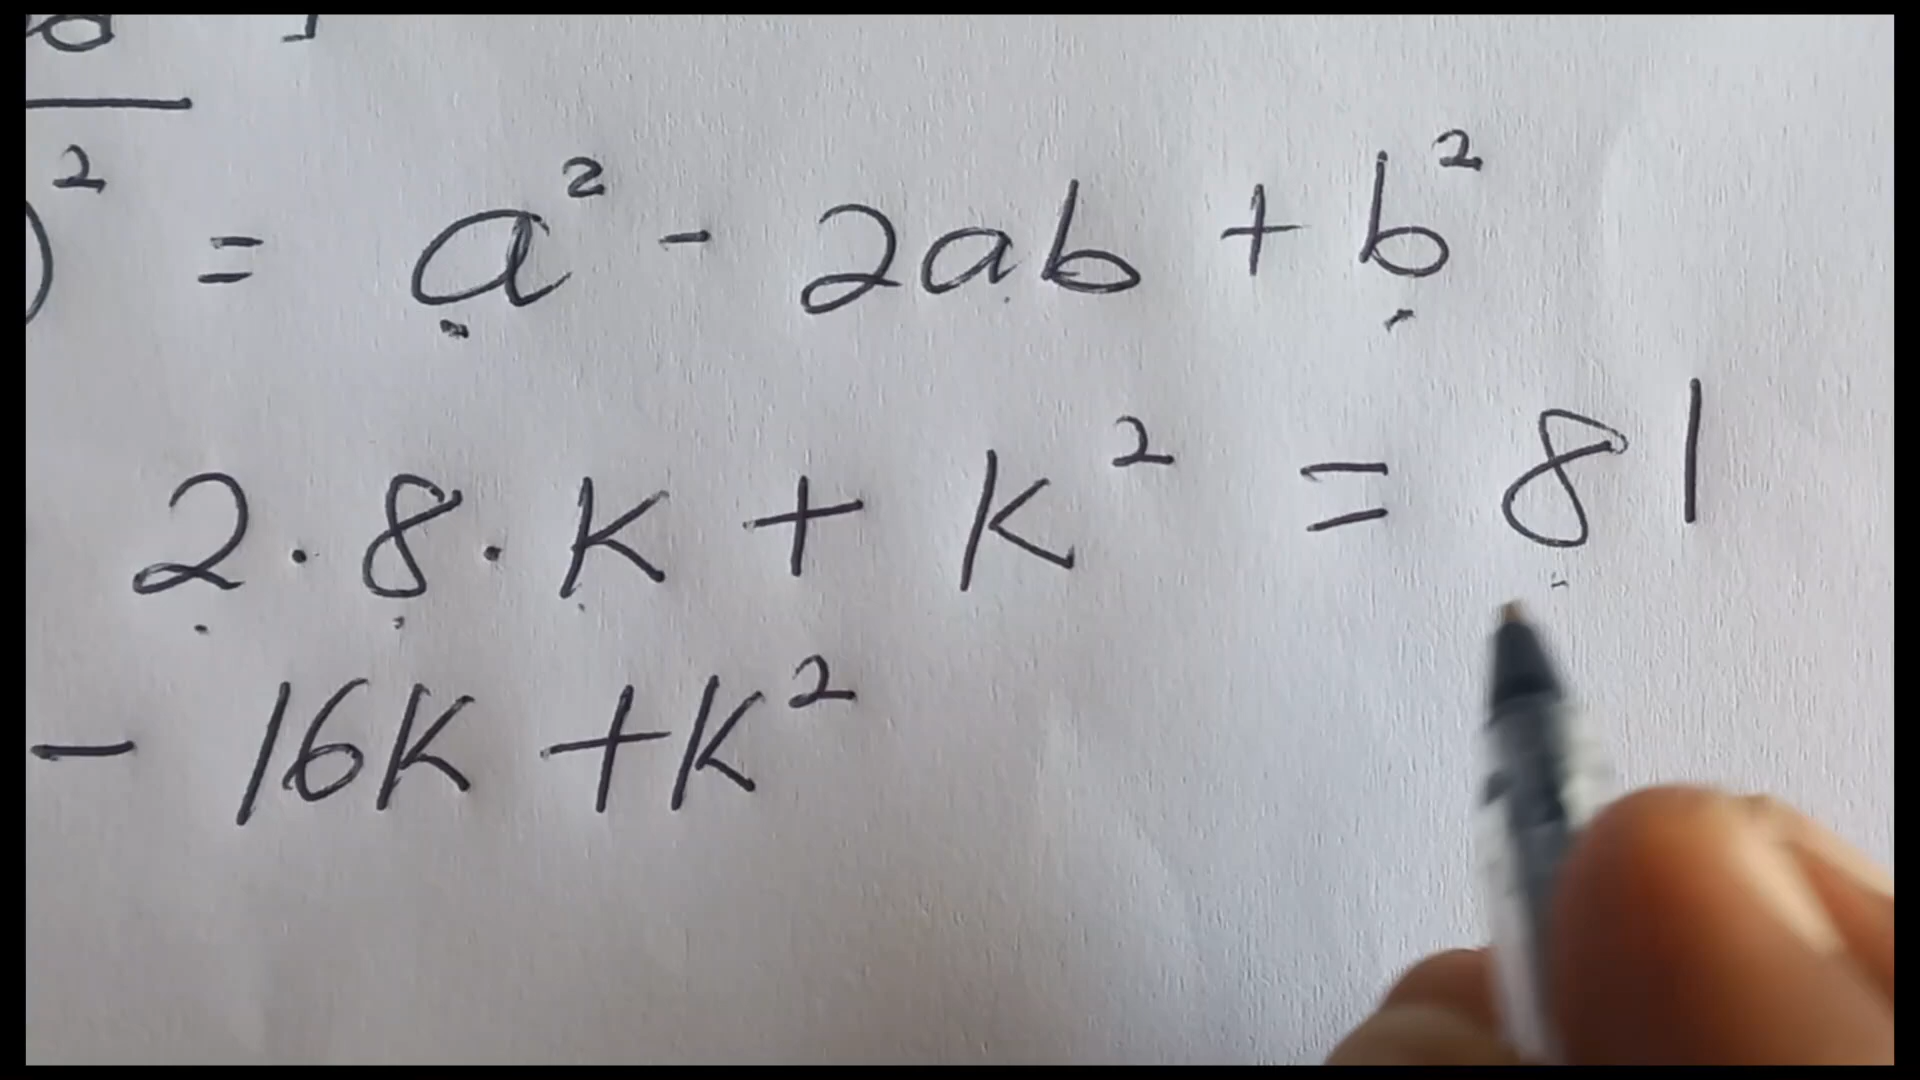 )² = a² - 2ab + b²
2 · 8 · K + K² = 81
- 16K + K²